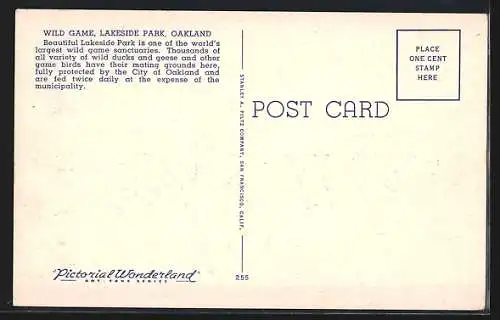 WILD GAME, LAKESIDE PARK, OAKLAND
Beautiful Lakeside Park is one of the world's
largest wild game sanctuaries. Thousands of
all variety of wild ducks and geese and other
game birds have their mating grounds here,
fully protected by the City of Oakland and
are fed twice daily at the expense of the
municipality.
"Pictorial Wonderland"
ART TONE SERIES
STANLEY A. PILTZ COMPANY, SAN FRANCISCO, CALIF.
255
POST CARD
PLACE
ONE CENT
STAMP
HERE